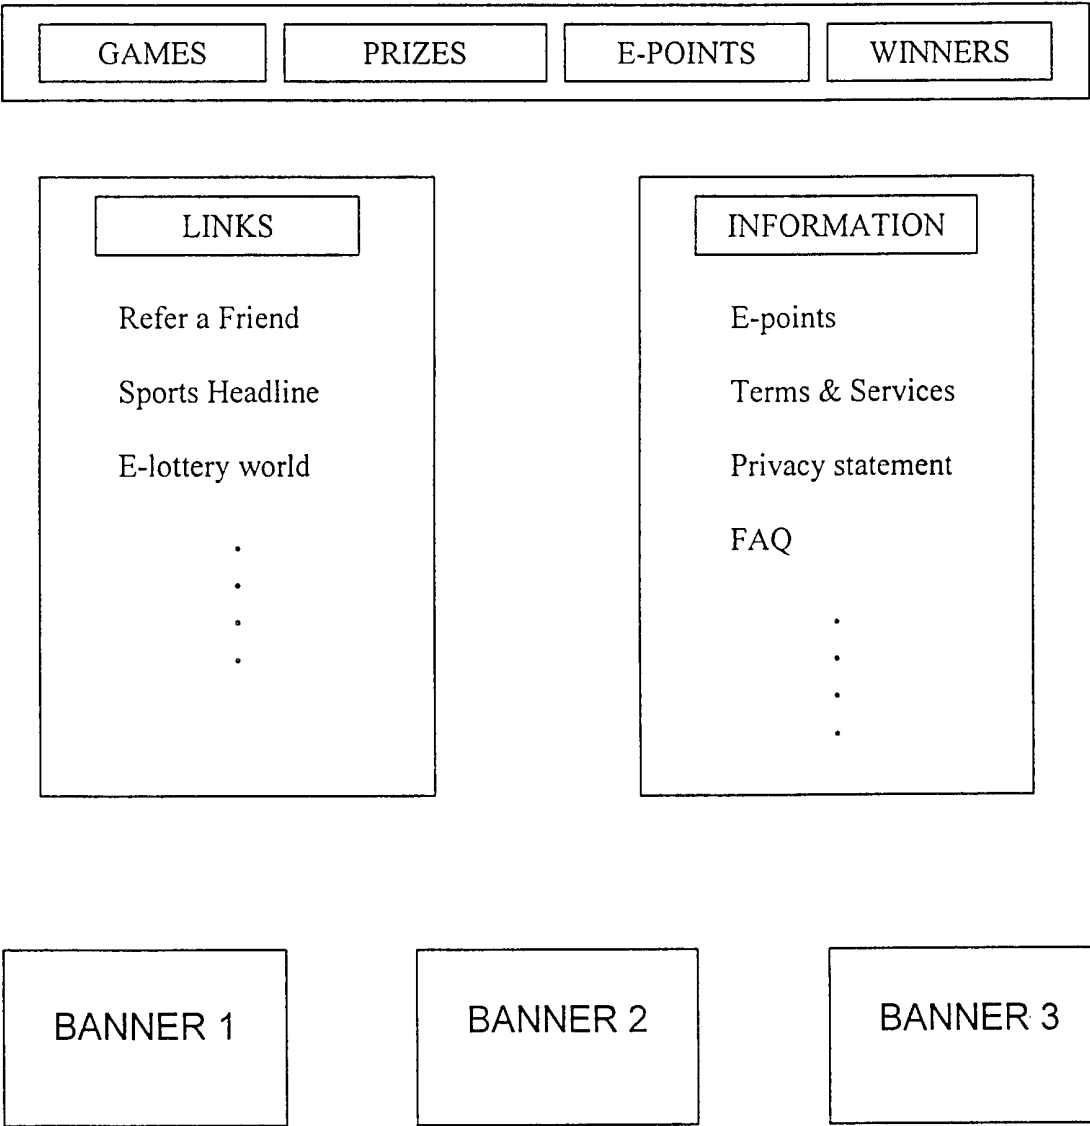 GAMES PRIZES E-POINTS WINNERS
LINKS
Refer a Friend
Sports Headline
E-lottery world
.
.
.
.
INFORMATION
E-points
Terms & Services
Privacy statement
FAQ
.
.
.
.
BANNER 1 BANNER 2 BANNER 3